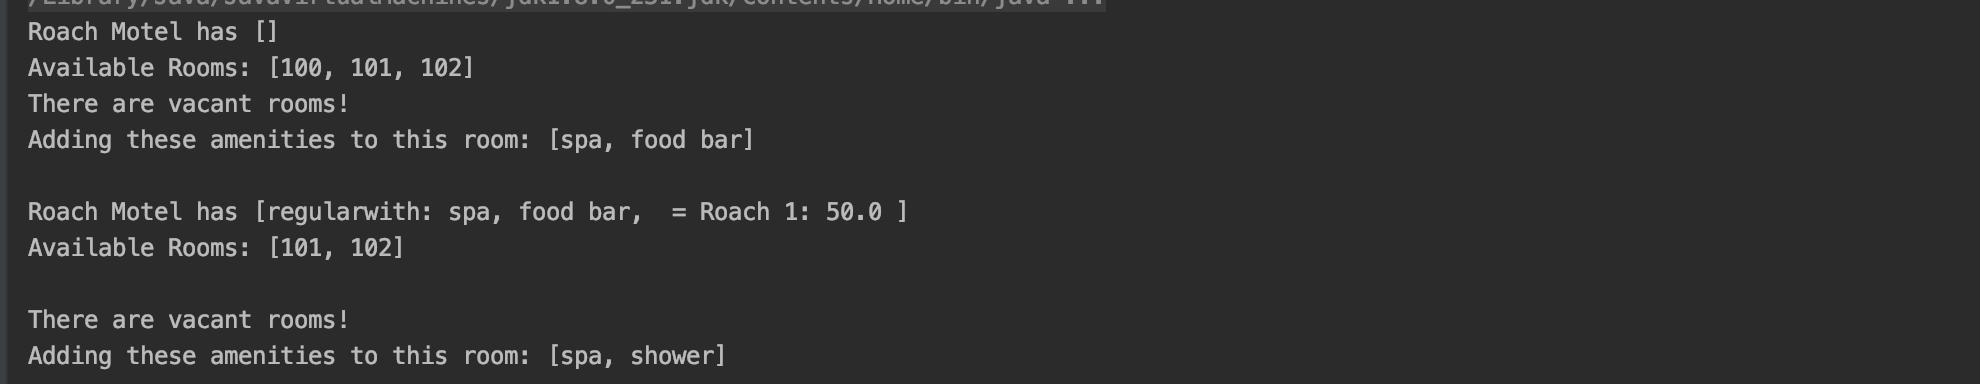 /Library/Java/JavaVirtualMachines/jdk1.8.0_231.jdk/Contents/Home/bin/java ...
Roach Motel has []
Available Rooms: [100, 101, 102]
There are vacant rooms!
Adding these amenities to this room: [spa, food bar]
Roach Motel has [regularwith: spa, food bar,  = Roach 1: 50.0 ]
Available Rooms: [101, 102]
There are vacant rooms!
Adding these amenities to this room: [spa, shower]